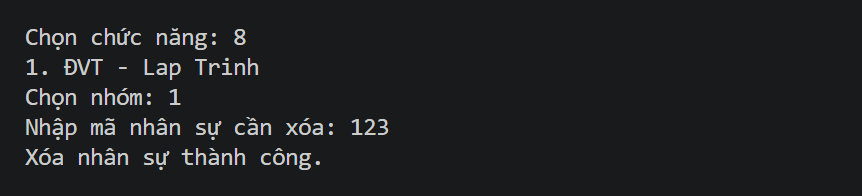 Chọn chức năng: 8
1. ĐVT - Lap Trinh
Chọn nhóm: 1
Nhập mã nhân sự cần xóa: 123
Xóa nhân sự thành công.